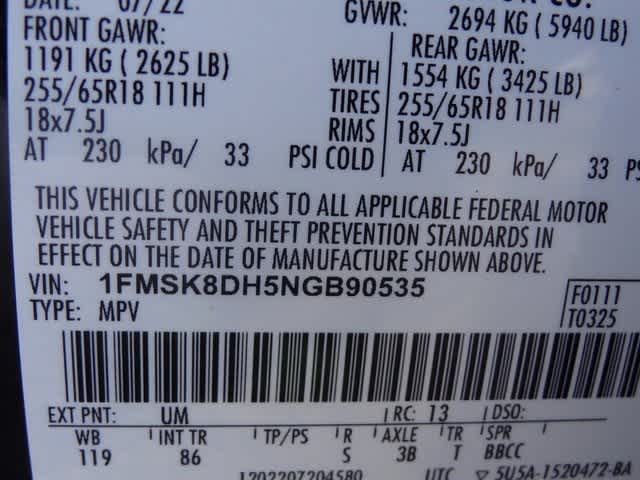 DATE: 07/22
CO.
GVWR: 2694 KG ( 5940 LB)
FRONT GAWR:
REAR GAWR:
1191 KG ( 2625 LB)
WITH 1554 KG ( 3425 LB)
255/65R18 111H
TIRES 255/65R18 111H
18x7.5J
RIMS 18x7.5J
AT 230 kPa/ 33 PSI COLD AT 230 kPa/ 33 PS
THIS VEHICLE CONFORMS TO ALL APPLICABLE FEDERAL MOTOR
VEHICLE SAFETY AND THEFT PREVENTION STANDARDS IN
EFFECT ON THE DATE OF MANUFACTURE SHOWN ABOVE.
VIN: 1FMSK8DH5NGB90535
F0111
TYPE: MPV
T0325
EXT PNT: UM RC: 13 DSO:
WB INT TR TP/PS R AXLE TR SPR
119 86 S 3B T BBCC
1202207204580 UTC ▽ 5U5A-1520472-BA